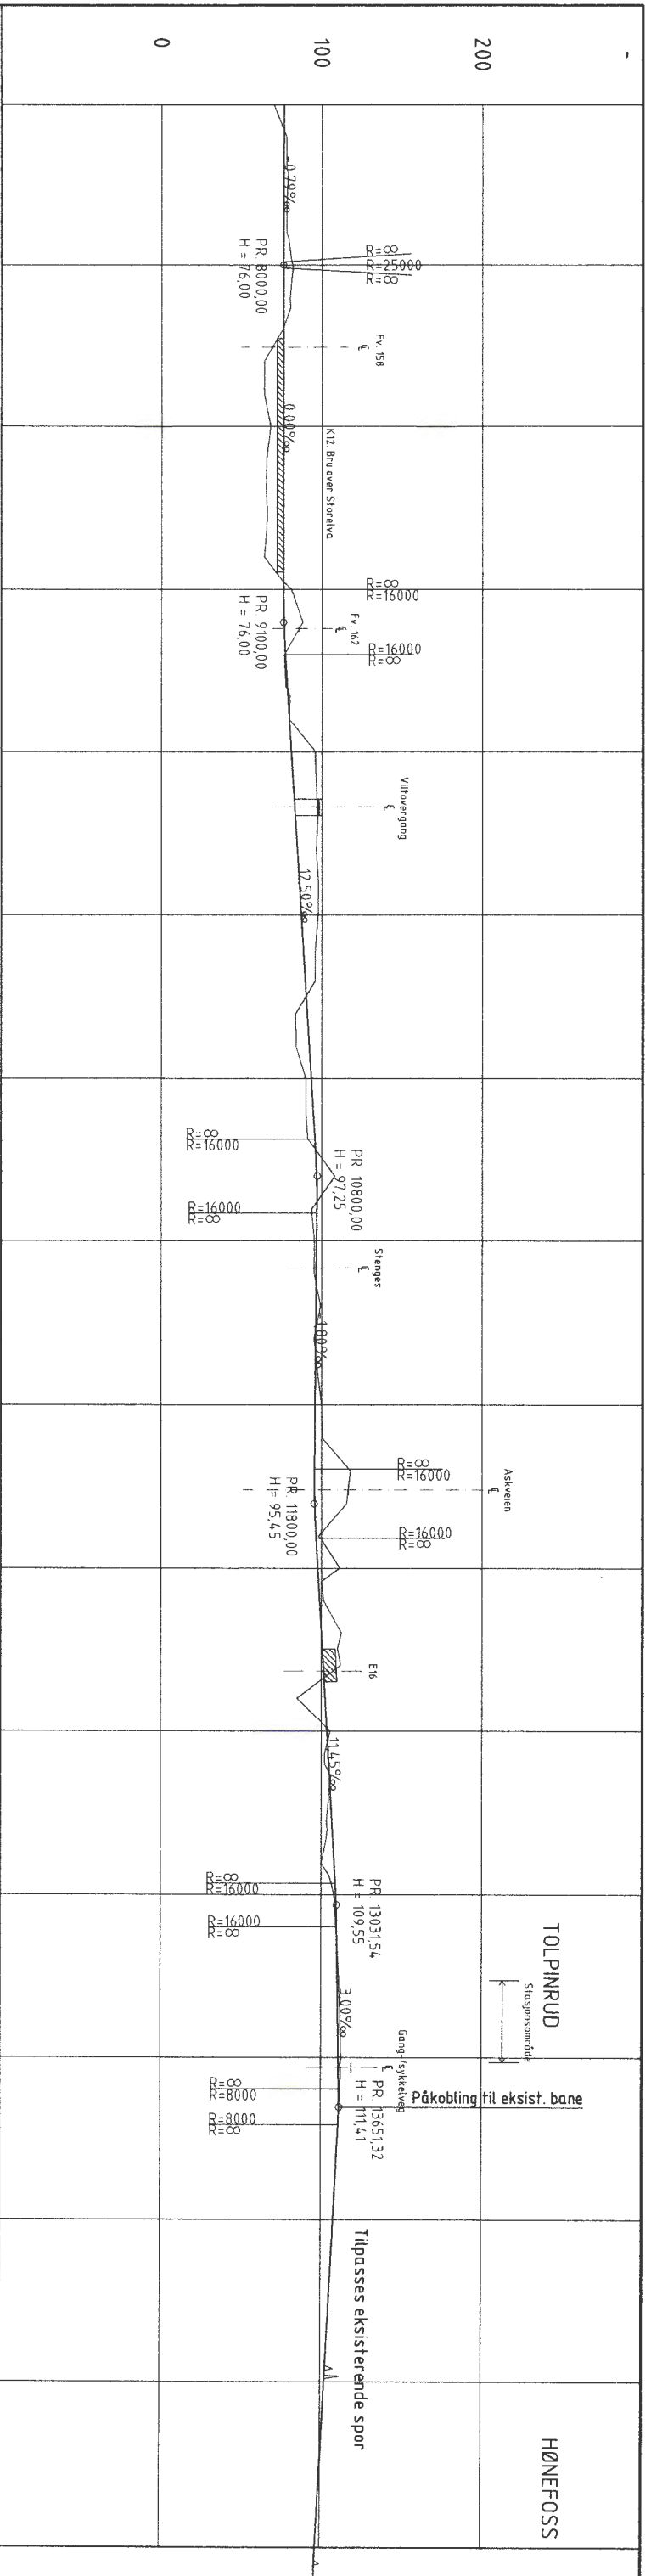 200
100
0
-
-0,79‰
PR. 8000,00
H = 76,00
R=∞
R=25000
R=∞
Fv. 158
0,00‰
K12. Bru over Storelva
R=∞
R=16000
PR. 9100,00
H = 76,00
Fv. 162
R=16000
R=∞
Viltovergang
12,50‰
R=∞
R=16000
PR. 10800,00
H = 97,25
R=16000
R=∞
Stenges
1,80‰
R=∞
R=16000
Askveien
PR. 11800,00
H = 95,45
R=16000
R=∞
E16
11,45‰
R=∞
R=16000
PR. 13031,54
H = 109,55
R=16000
R=∞
TOLPINRUD
Stasjonsområde
3,00‰
Gang-/sykkelveg
R=∞
R=8000
PR. 13651,32
H = 111,41
Påkobling til eksist. bane
R=8000
R=∞
Tilpasses eksisterende spor
HØNEFOSS